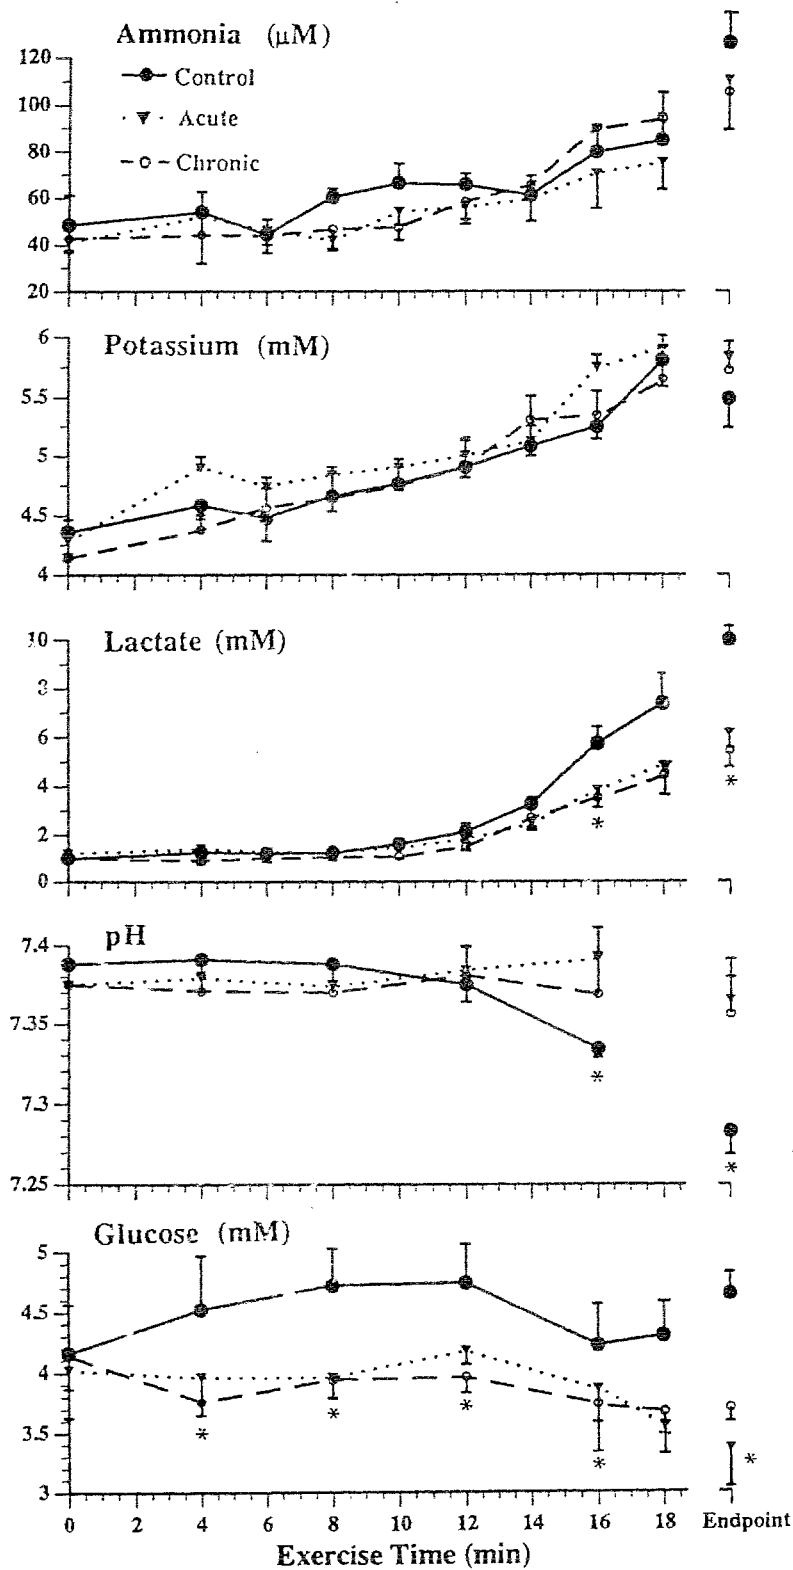 Ammonia (μM)
120
Control
100
Acute
80
Chronic
60
40
20
6
Potassium (mM)
5.5
5
4.5
4
10
Lactate (mM)
8
6
4
*
2
*
0
pH
7.4
7.35
*
7.3
*
7.25
Glucose (mM)
5
4.5
4
* * *
3.5
* *
3
0 2 4 6 8 10 12 14 16 18 Endpoint
Exercise Time (min)